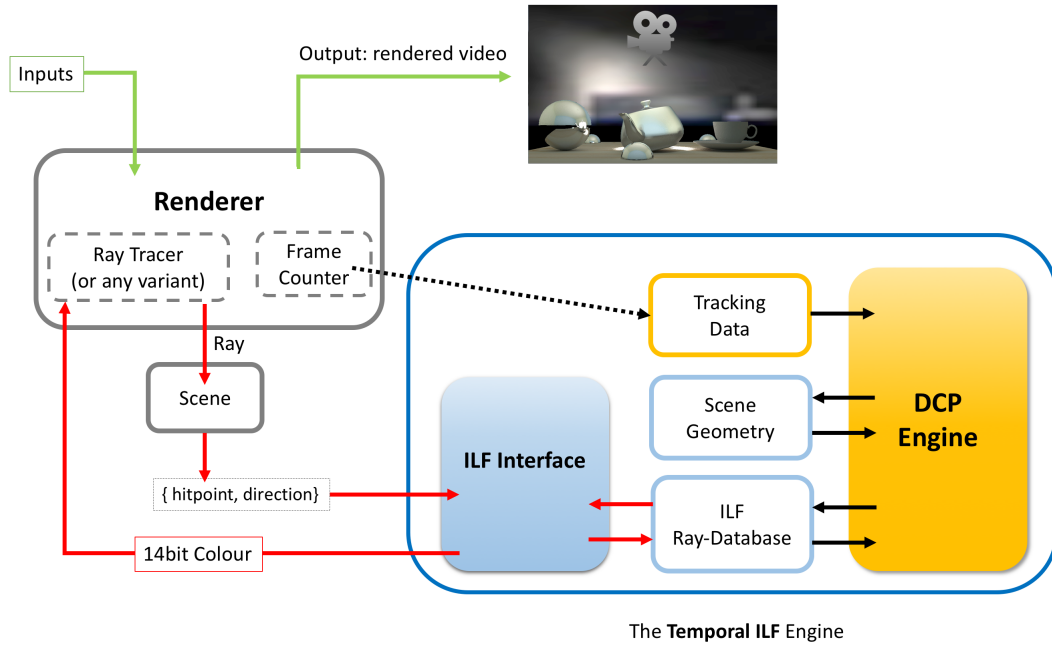 Output: rendered video
Inputs
Renderer
Ray Tracer
(or any variant)
Frame
Counter
Tracking
Data
Ray
Scene
Scene
Geometry
DCP
Engine
ILF Interface
{ hitpoint, direction}
ILF
Ray-Database
14bit Colour
The Temporal ILF Engine